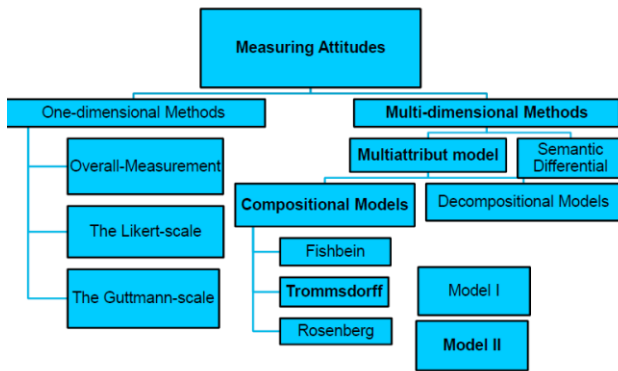 Measuring Attitudes
One-dimensional Methods
Multi-dimensional Methods
Overall-Measurement
The Likert-scale
The Guttmann-scale
Multiattribut model
Semantic
Differential
Compositional Models
Decompositional Models
Fishbein
Trommsdorff
Rosenberg
Model I
Model II